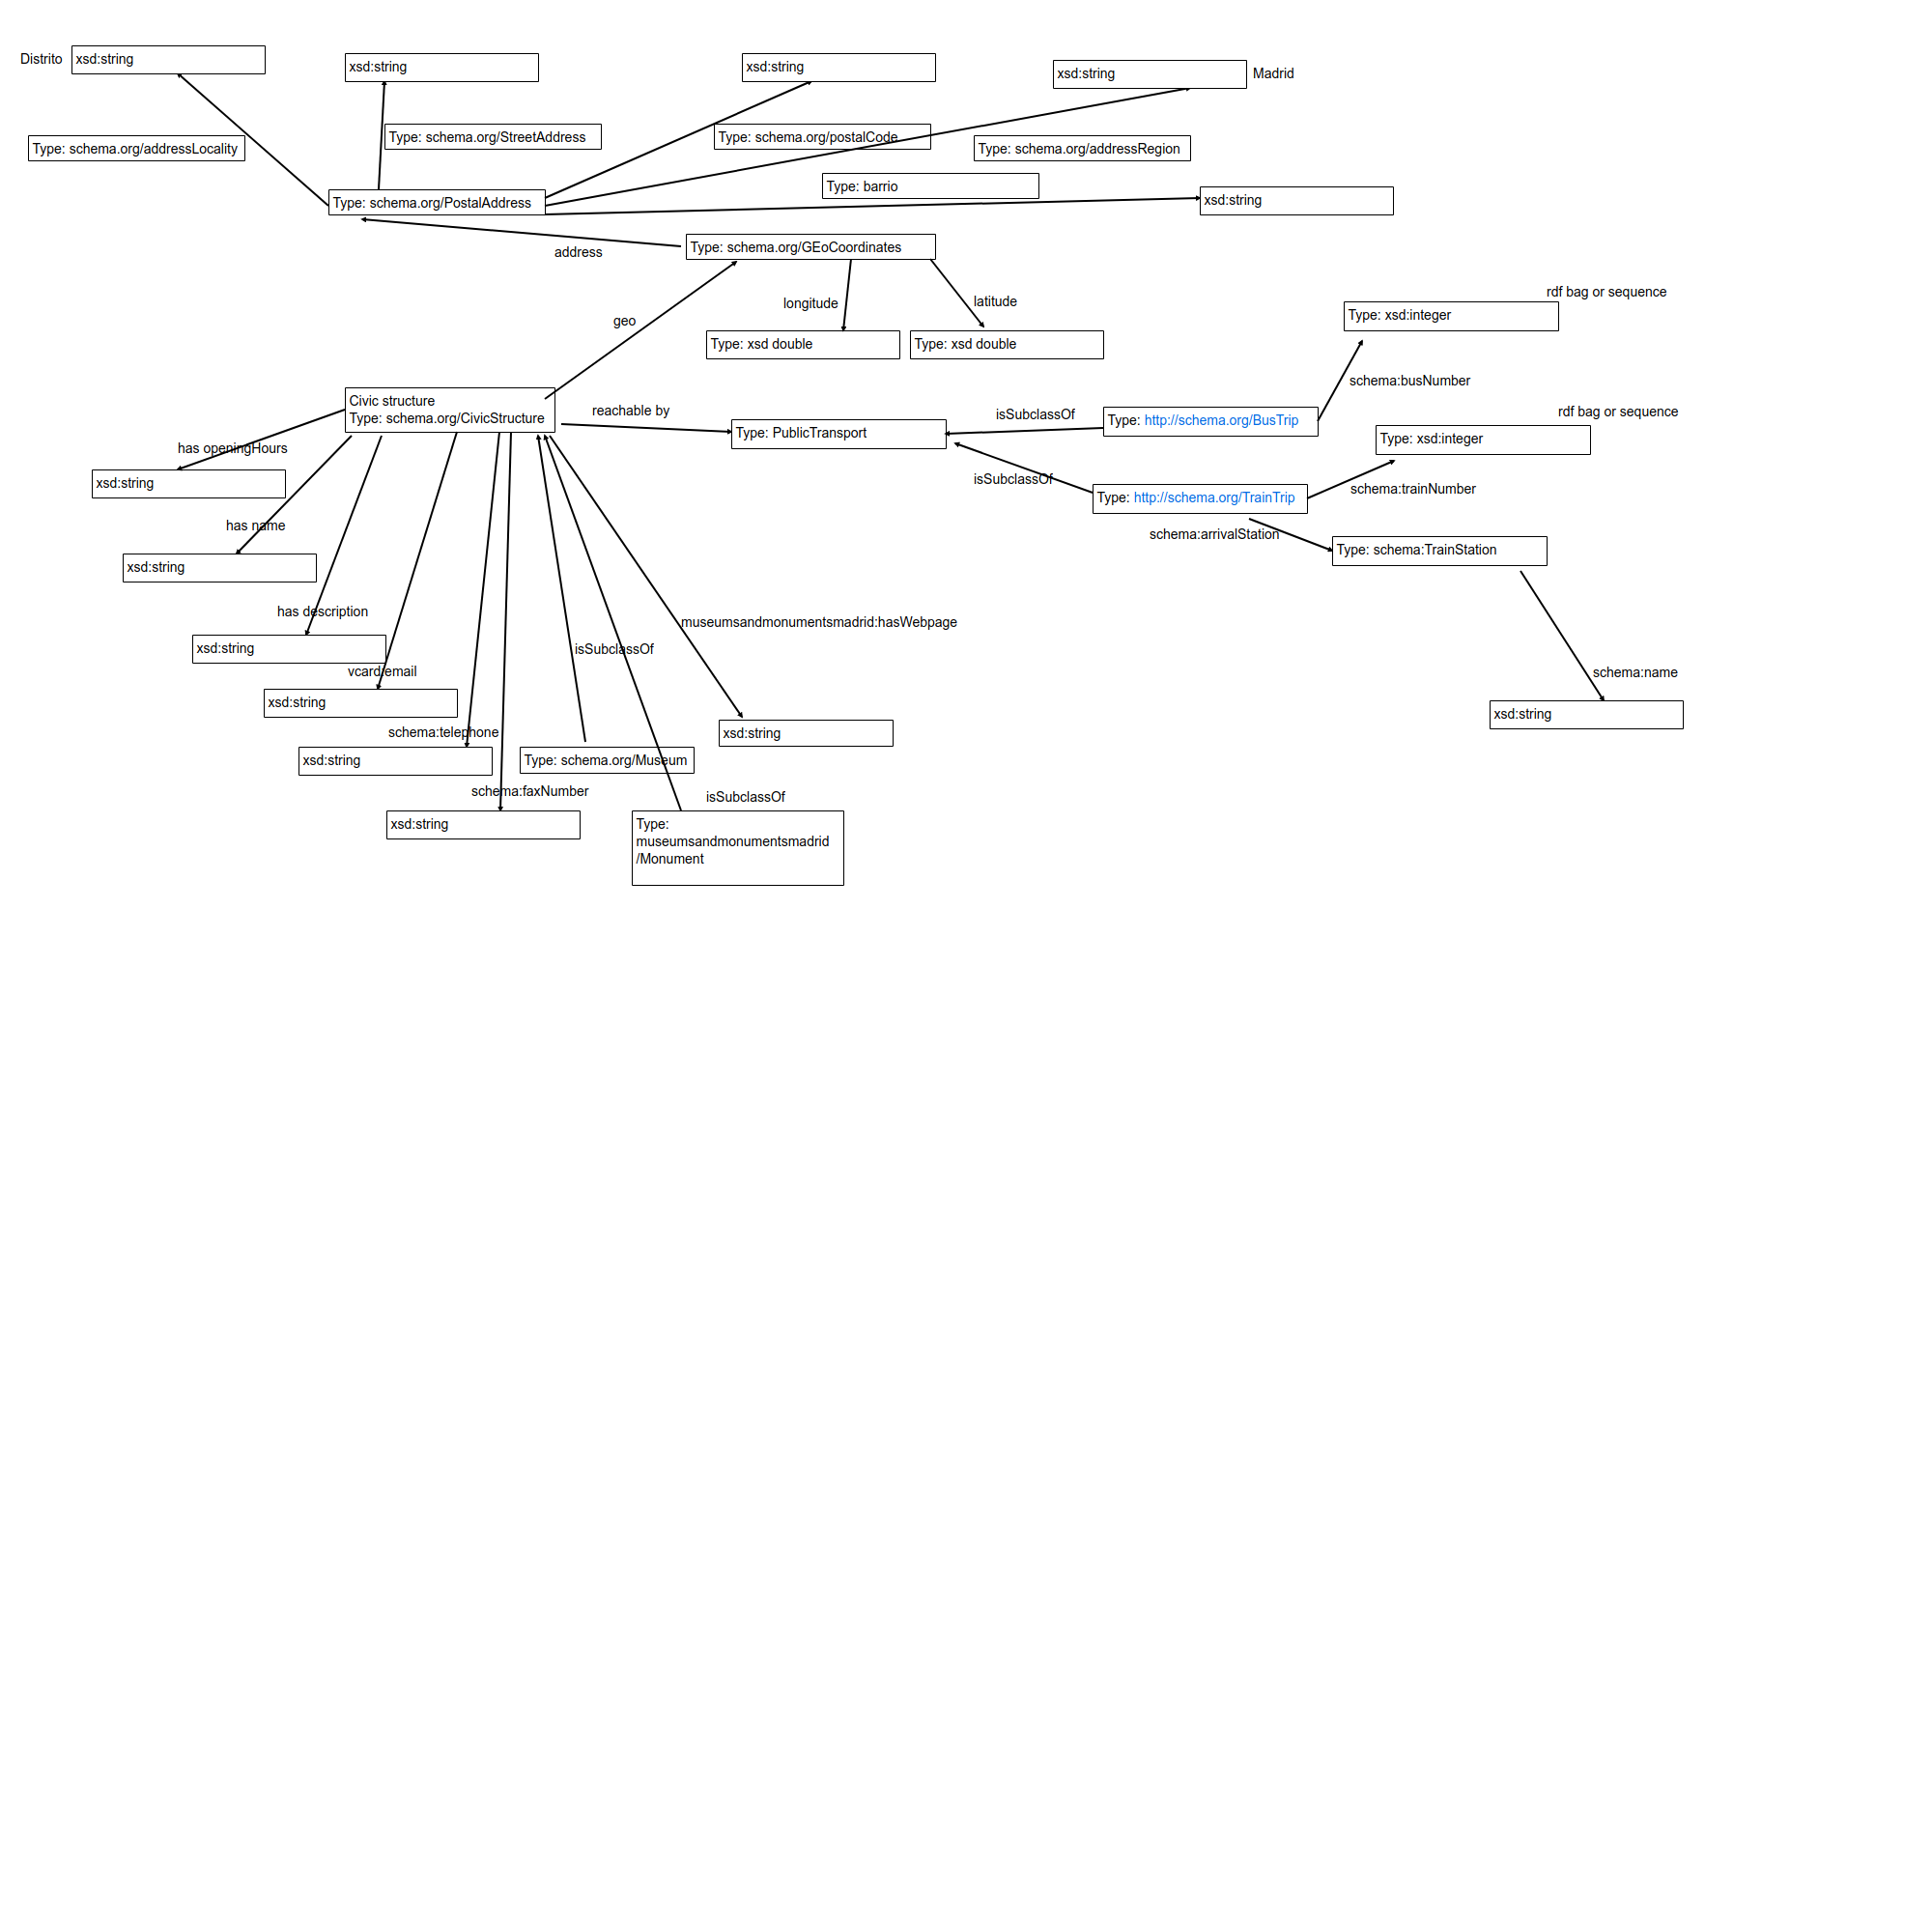 Distrito
xsd:string
xsd:string
xsd:string
xsd:string
Madrid
Type: schema.org/StreetAddress
Type: schema.org/postalCode
Type: schema.org/addressLocality
Type: schema.org/addressRegion
Type: barrio
Type: schema.org/PostalAddress
xsd:string
address
Type: schema.org/GEoCoordinates
rdf bag or sequence
longitude
latitude
Type: xsd:integer
geo
Type: xsd double
Type: xsd double
schema:busNumber
Civic structure
Type: schema.org/CivicStructure
reachable by
isSubclassOf
rdf bag or sequence
Type: PublicTransport
Type: http://schema.org/BusTrip
Type: xsd:integer
has openingHours
xsd:string
isSubclassOf
schema:trainNumber
Type: http://schema.org/TrainTrip
has name
schema:arrivalStation
Type: schema:TrainStation
xsd:string
has description
museumsandmonumentsmadrid:hasWebpage
xsd:string
isSubclassOf
vcard:email
schema:name
xsd:string
xsd:string
schema:telephone
xsd:string
xsd:string
Type: schema.org/Museum
schema:faxNumber
isSubclassOf
xsd:string
Type:
museumsandmonumentsmadrid
/Monument